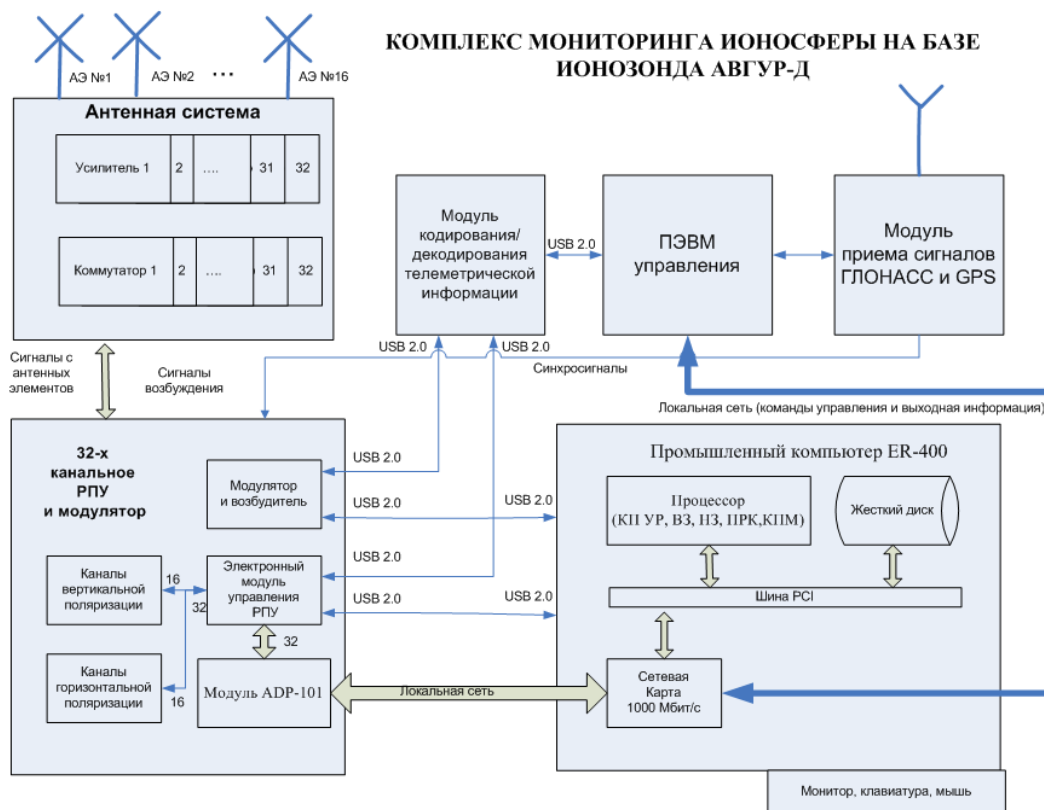 КОМПЛЕКС МОНИТОРИНГА ИОНОСФЕРЫ НА БАЗЕ
ИОНОЗОНДА АВГУР-Д
АЭ №1
АЭ №2
...
АЭ №16
Антенная система
Усилитель 1
2
....
31
32
Коммутатор 1
2
....
31
32
Модуль
кодирования/
декодирования
телеметрической
информации
USB 2.0
ПЭВМ
управления
Модуль
приема сигналов
ГЛОНАСС и GPS
USB 2.0
USB 2.0
Сигналы с
антенных
элементов
Сигналы
возбуждения
Синхросигналы
Локальная сеть (команды управления и выходная информация)
32-х
канальное
РПУ
и модулятор
Модулятор
и возбудитель
USB 2.0
USB 2.0
USB 2.0
Электронный
модуль
управления
РПУ
USB 2.0
USB 2.0
USB 2.0
Каналы
вертикальной
поляризации
16
32
Каналы
горизонтальной
поляризации
16
32
Модуль ADP-101
Локальная сеть
Промышленный компьютер ER-400
Процессор
(КП УР, ВЗ, НЗ, ПРК,КПМ)
Жесткий диск
Шина PCI
Сетевая
Карта
1000 Мбит/с
Монитор, клавиатура, мышь